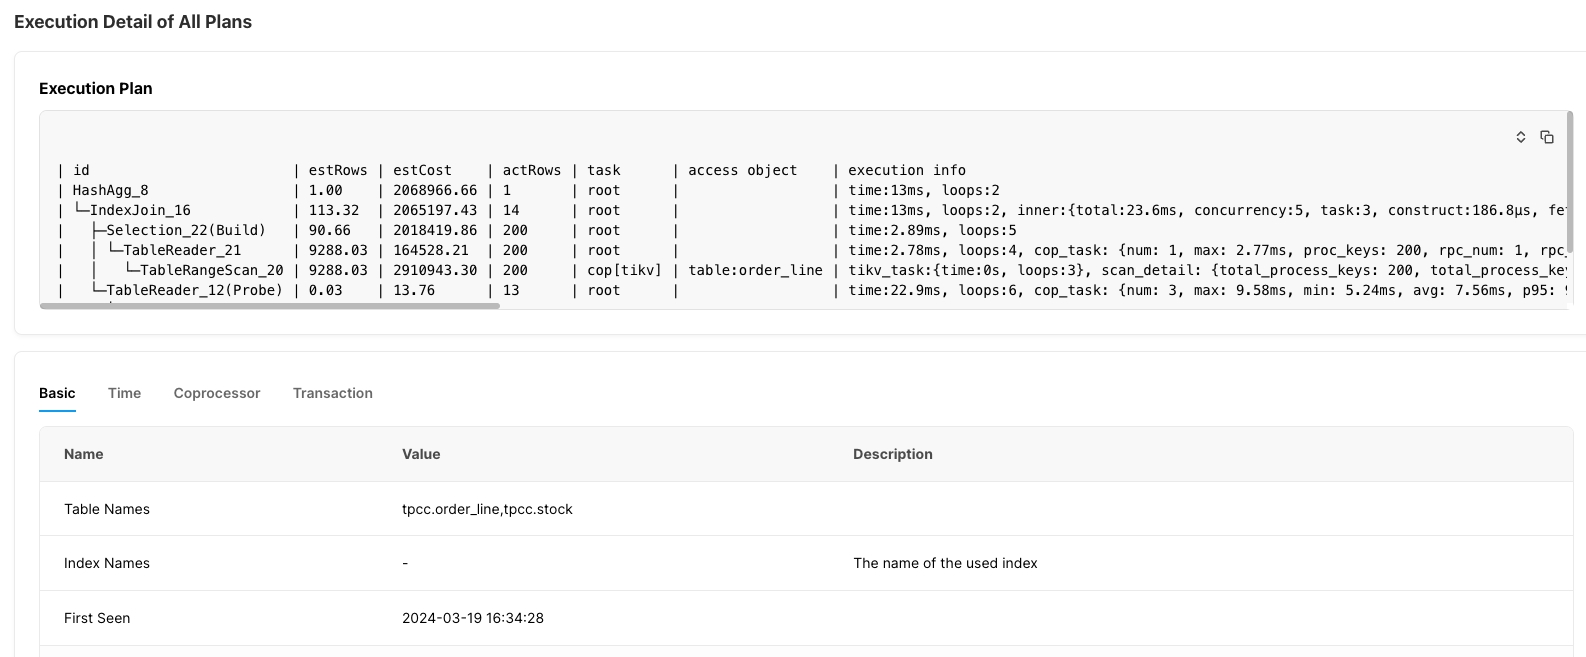 Execution Detail of All Plans
Execution Plan
| id                         | estRows | estCost    | actRows | task      | access object    | execution info
| HashAgg_8                  | 1.00    | 2068966.66 | 1       | root      |                  | time:13ms, loops:2
| └─IndexJoin_16             | 113.32  | 2065197.43 | 14      | root      |                  | time:13ms, loops:2, inner:{total:23.6ms, concurrency:5, task:3, construct:186.8µs, fe
|   ├─Selection_22(Build)    | 90.66   | 2018419.86 | 200     | root      |                  | time:2.89ms, loops:5
|   │ └─TableReader_21       | 9288.03 | 164528.21  | 200     | root      |                  | time:2.78ms, loops:4, cop_task: {num: 1, max: 2.77ms, proc_keys: 200, rpc_num: 1, rpc_
|   │   └─TableRangeScan_20  | 9288.03 | 2910943.30 | 200     | cop[tikv] | table:order_line | tikv_task:{time:0s, loops:3}, scan_detail: {total_process_keys: 200, total_process_ke
|   └─TableReader_12(Probe)  | 0.03    | 13.76      | 13      | root      |                  | time:22.9ms, loops:6, cop_task: {num: 3, max: 9.58ms, min: 5.24ms, avg: 7.56ms, p95:
Basic Time Coprocessor Transaction
Name Value Description
Table Names tpcc.order_line,tpcc.stock
Index Names - The name of the used index
First Seen 2024-03-19 16:34:28